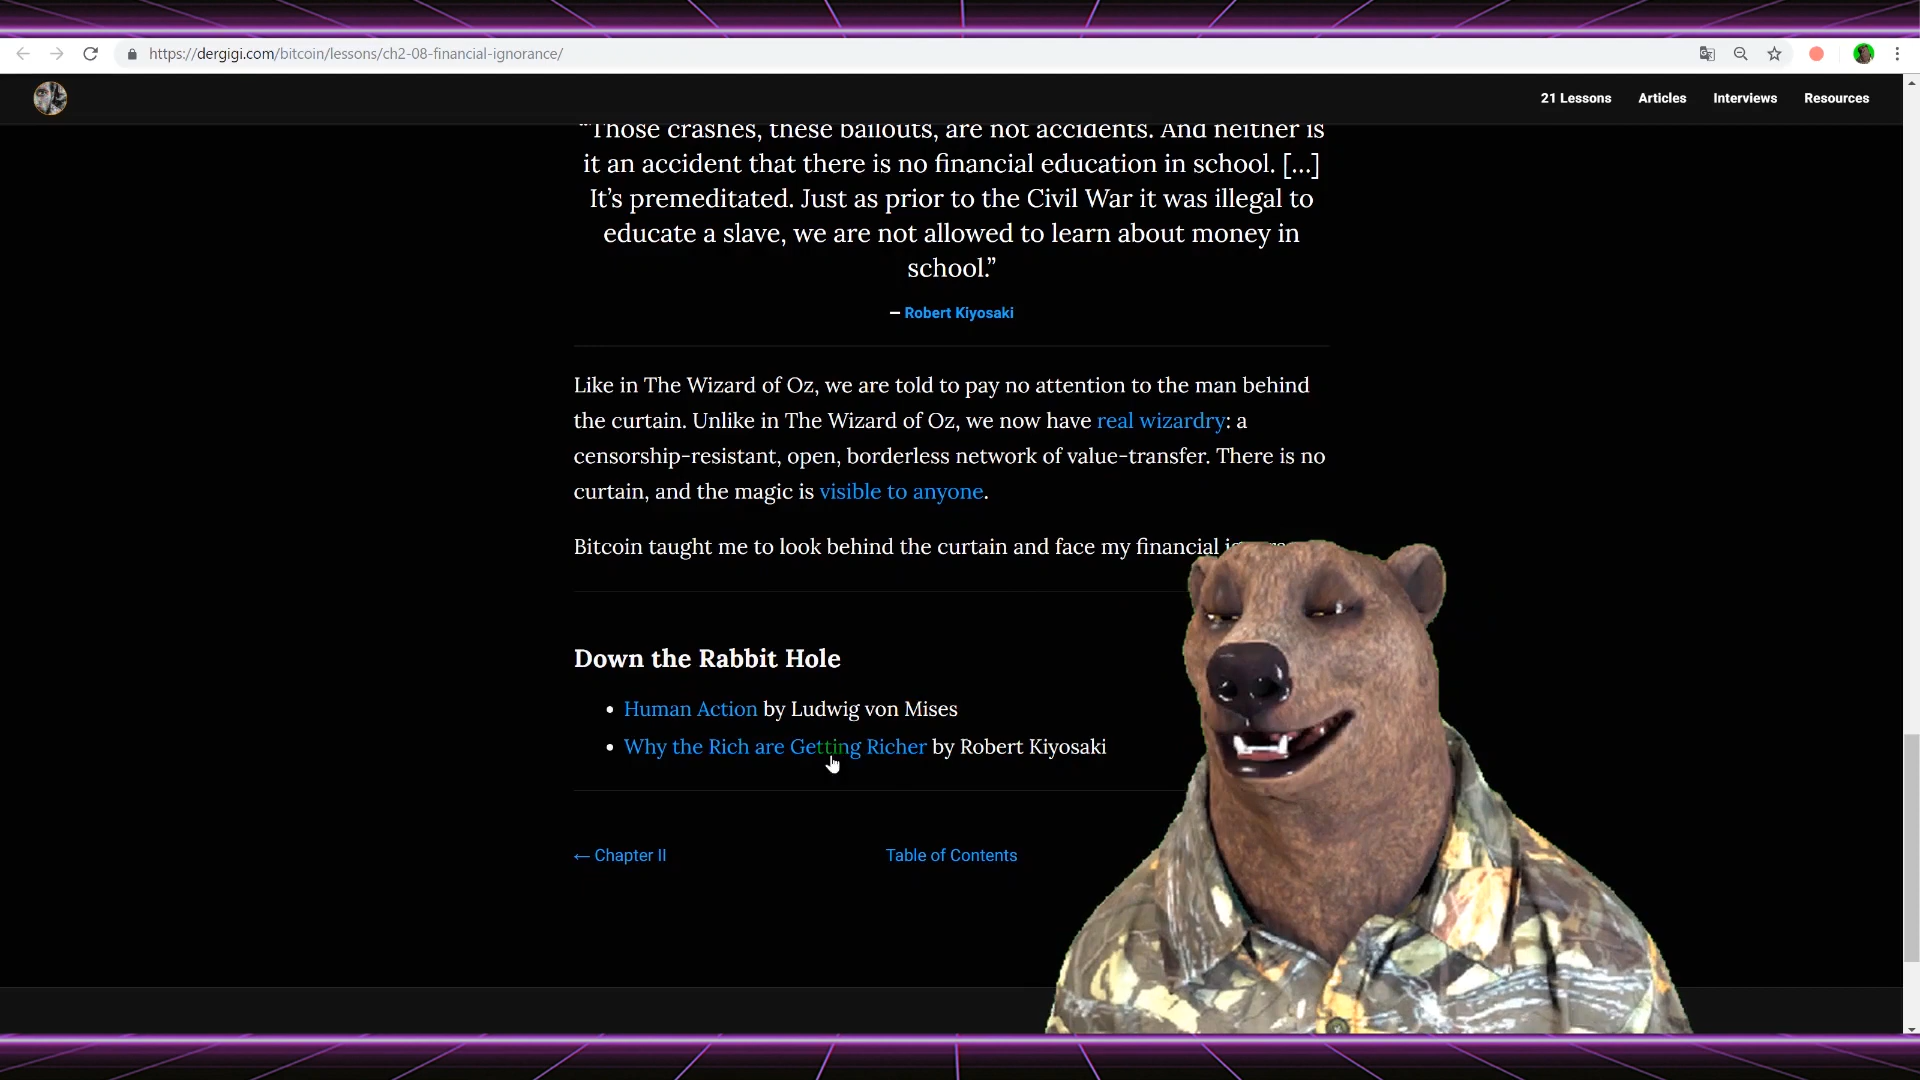 https://dergigi.com/bitcoin/lessons/ch2-08-financial-ignorance/
21 Lessons Articles Interviews Resources
“Those crashes, these bailouts, are not accidents. And neither is
it an accident that there is no financial education in school. […]
It’s premeditated. Just as prior to the Civil War it was illegal to
educate a slave, we are not allowed to learn about money in
school.”
– Robert Kiyosaki
Like in The Wizard of Oz, we are told to pay no attention to the man behind
the curtain. Unlike in The Wizard of Oz, we now have real wizardry: a
censorship-resistant, open, borderless network of value-transfer. There is no
curtain, and the magic is visible to anyone.
Bitcoin taught me to look behind the curtain and face my financial
Down the Rabbit Hole
• Human Action by Ludwig von Mises
• Why the Rich are Getting Richer by Robert Kiyosaki
← Chapter II Table of Contents